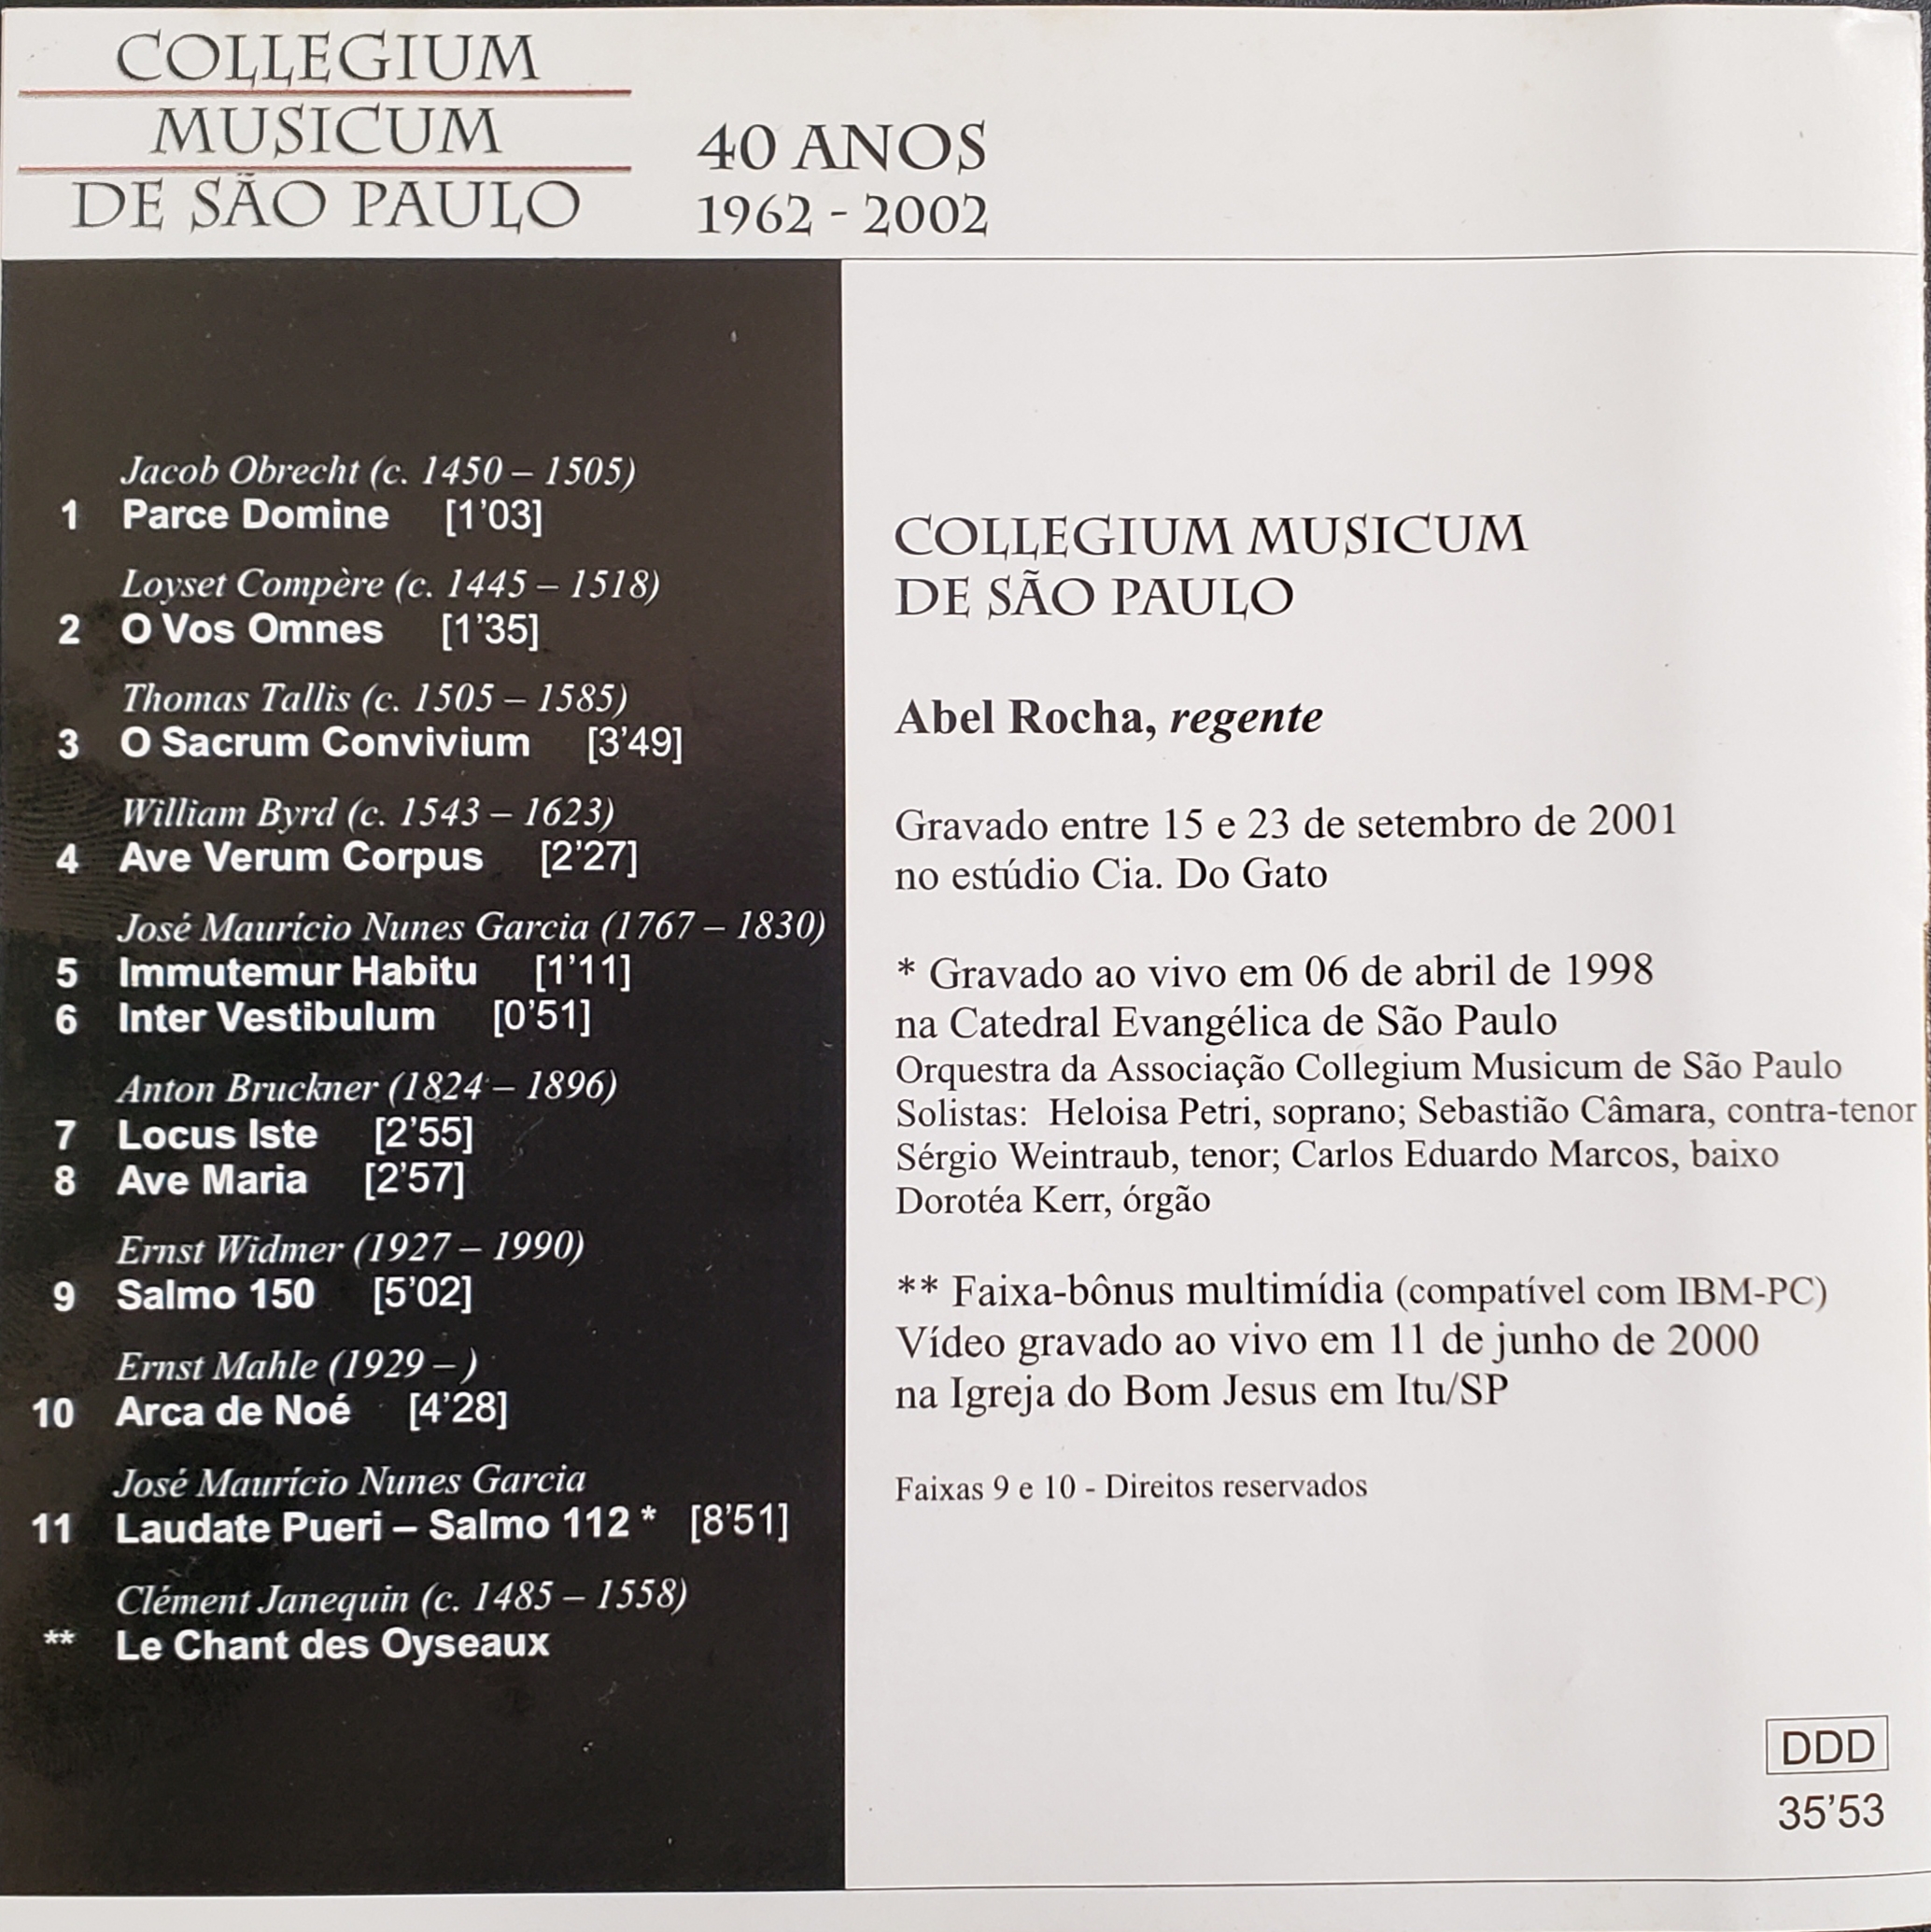 COLLEGIUM
MUSICUM
DE SÃO PAULO
40 ANOS
1962 - 2002
Jacob Obrecht (c. 1450 – 1505)
1 Parce Domine [1’03]
Loyset Compère (c. 1445 – 1518)
2 O Vos Omnes [1’35]
Thomas Tallis (c. 1505 – 1585)
3 O Sacrum Convivium [3’49]
William Byrd (c. 1543 – 1623)
4 Ave Verum Corpus [2’27]
José Maurício Nunes Garcia (1767 – 1830)
5 Immutemur Habitu [1’11]
6 Inter Vestibulum [0’51]
Anton Bruckner (1824 – 1896)
7 Locus Iste [2’55]
8 Ave Maria [2’57]
Ernst Widmer (1927 – 1990)
9 Salmo 150 [5’02]
Ernst Mahle (1929 – )
10 Arca de Noé [4’28]
José Maurício Nunes Garcia
11 Laudate Pueri – Salmo 112 * [8’51]
Clément Janequin (c. 1485 – 1558)
** Le Chant des Oyseaux
COLLEGIUM MUSICUM
DE SÃO PAULO
Abel Rocha, regente
Gravado entre 15 e 23 de setembro de 2001
no estúdio Cia. Do Gato
* Gravado ao vivo em 06 de abril de 1998
na Catedral Evangélica de São Paulo
Orquestra da Associação Collegium Musicum de São Paulo
Solistas: Heloisa Petri, soprano; Sebastião Câmara, contra-tenor
Sérgio Weintraub, tenor; Carlos Eduardo Marcos, baixo
Dorotéa Kerr, órgão
** Faixa-bônus multimídia (compatível com IBM-PC)
Vídeo gravado ao vivo em 11 de junho de 2000
na Igreja do Bom Jesus em Itu/SP
Faixas 9 e 10 - Direitos reservados
DDD
35’53